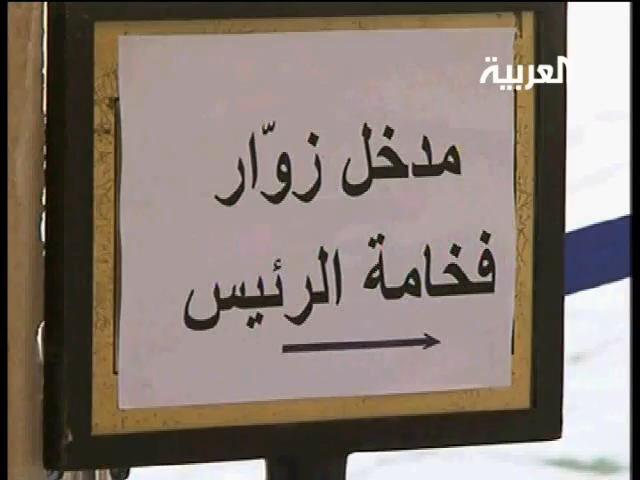 العربية
مدخل زوّار
فخامة الرئيس